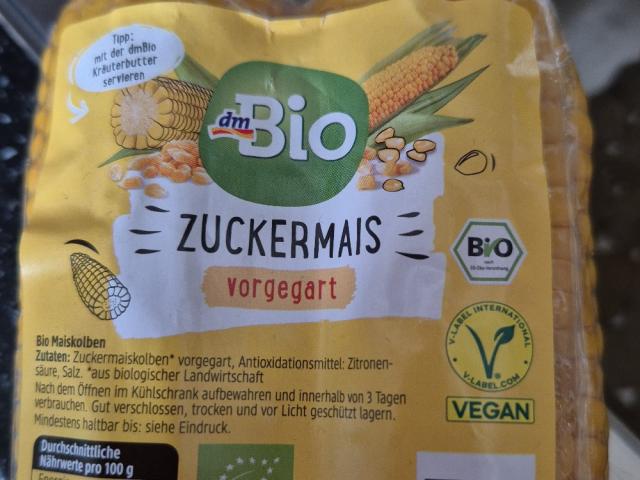 Tipp:
mit der dmBio
Kräuterbutter
servieren
dm
Bio
ZUCKERMAIS
vorgegart
BiO
nach
EG-Öko-Verordnung
V-LABEL INTERNATIONAL
V-LABEL.COM
VEGAN
Bio Maiskolben
Zutaten: Zuckermaiskolben* vorgegart, Antioxidationsmittel: Zitronen-
säure, Salz. *aus biologischer Landwirtschaft
Nach dem Öffnen im Kühlschrank aufbewahren und innerhalb von 3 Tagen
verbrauchen. Gut verschlossen, trocken und vor Licht geschützt lagern.
Mindestens haltbar bis: siehe Eindruck.
Durchschnittliche
Nährwerte pro 100 g